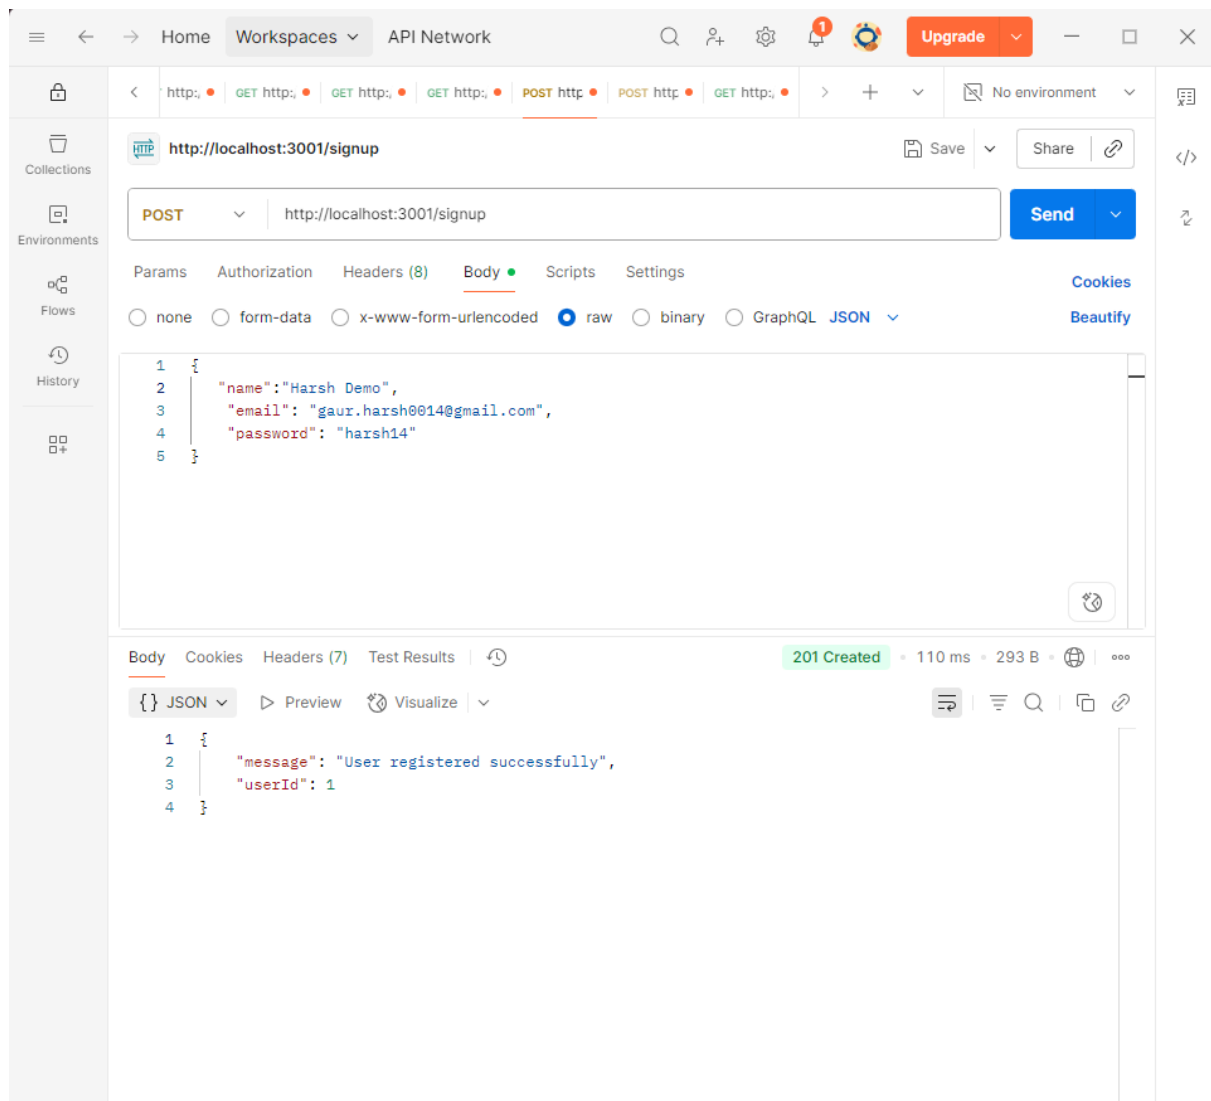 Home Workspaces API Network 1 Upgrade
http:, GET http:, GET http:, GET http:, POST http POST http GET http:, No environment
Collections
Environments
Flows
History
HTTP http://localhost:3001/signup Save Share
POST http://localhost:3001/signup Send
Params Authorization Headers (8) Body Scripts Settings Cookies
none form-data x-www-form-urlencoded raw binary GraphQL JSON Beautify
1 {
2 "name":"Harsh Demo",
3 "email": "gaur.harsh0014@gmail.com",
4 "password": "harsh14"
5 }
Body Cookies Headers (7) Test Results 201 Created • 110 ms • 293 B
{} JSON Preview Visualize
1 {
2 "message": "User registered successfully",
3 "userId": 1
4 }